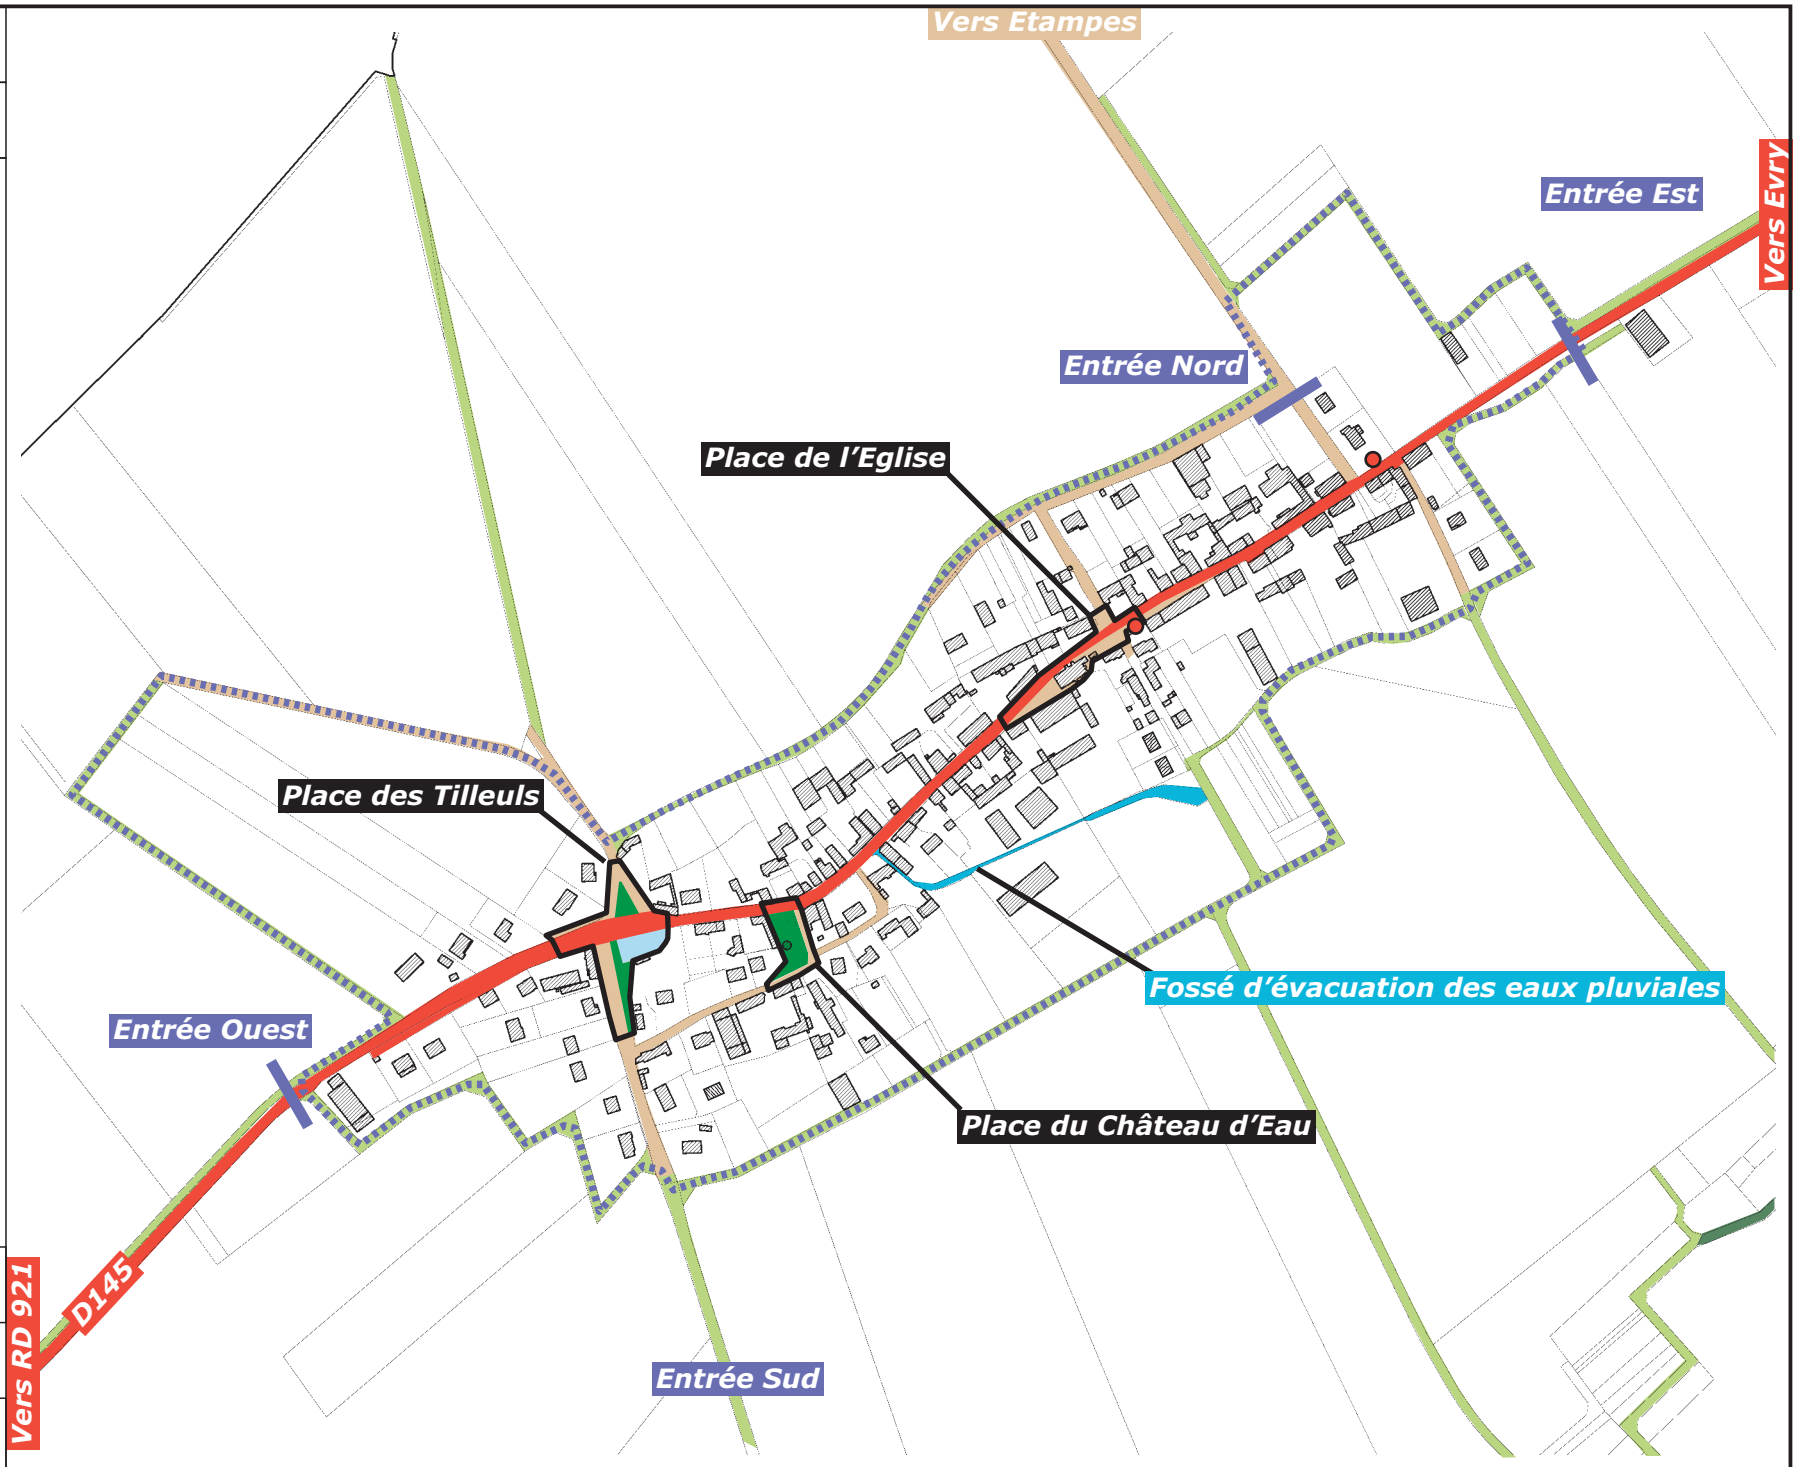 Vers Etampes
Vers Evry
Entrée Est
Entrée Nord
Place de l’Eglise
Place des Tilleuls
Fossé d’évacuation des eaux pluviales
Entrée Ouest
Place du Château d’Eau
D145
Vers RD 921
Entrée Sud